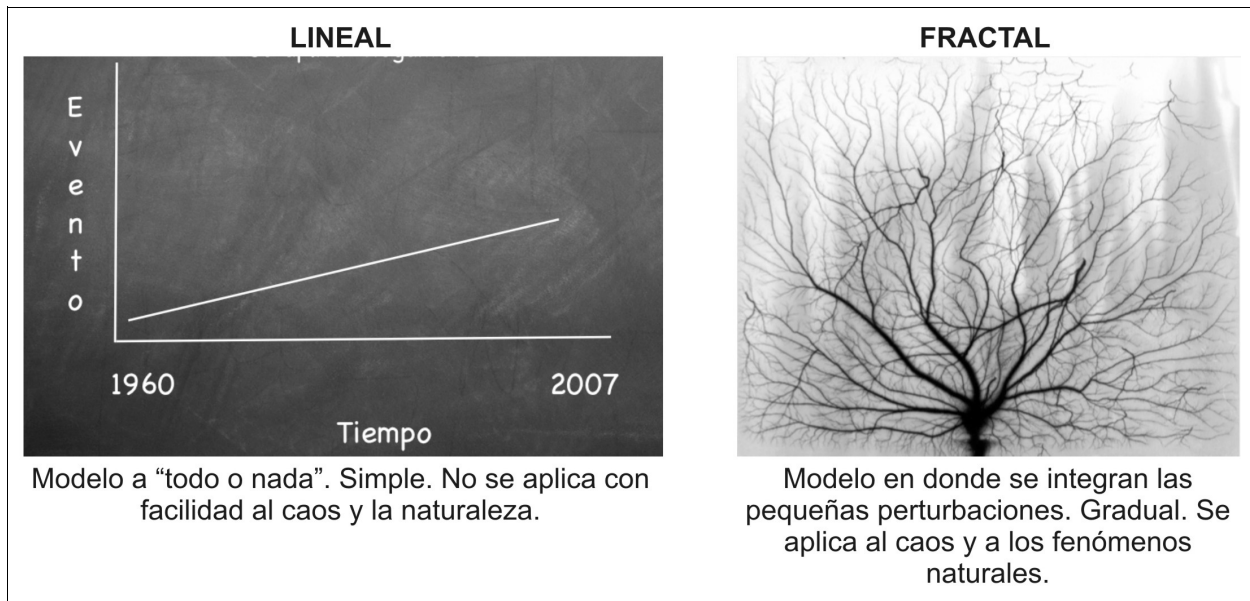 LINEAL
E
v
e
n
t
o
1960
2007
Tiempo
Modelo a “todo o nada”. Simple. No se aplica con
facilidad al caos y la naturaleza.
FRACTAL
Modelo en donde se integran las
pequeñas perturbaciones. Gradual. Se
aplica al caos y a los fenómenos
naturales.